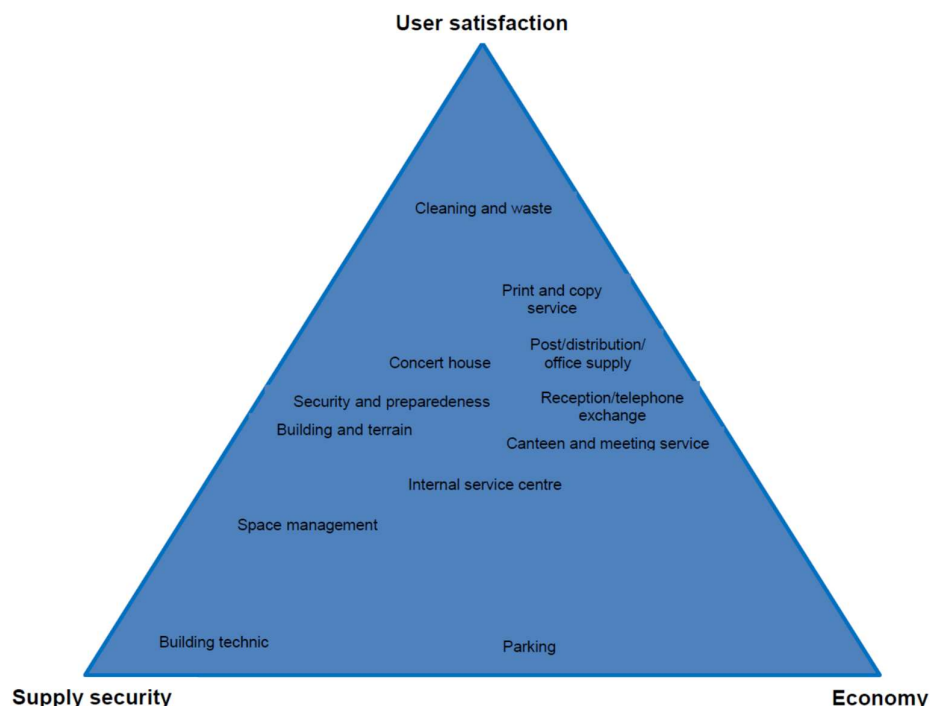 User satisfaction
Cleaning and waste
Print and copy
service
Post/distribution/
office supply
Concert house
Reception/telephone
exchange
Security and preparedeness
Building and terrain
Canteen and meeting service
Internal service centre
Space management
Building technic
Parking
Supply security
Economy